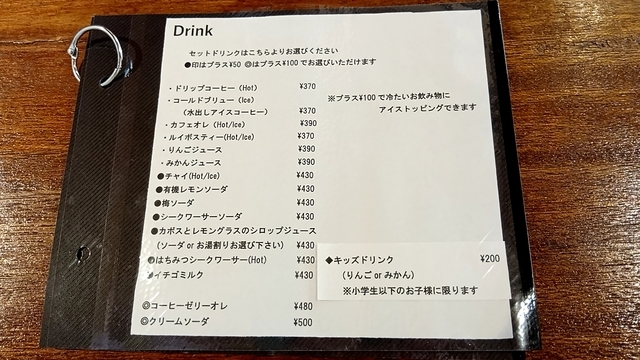 Drink
セットドリンクはこちらよりお選びください
●印はプラス¥50 ◎はプラス¥100でお選びいただけます
・ドリップコーヒー (Hot) ¥370
・コールドブリュー (Ice)
(水出しアイスコーヒー) ¥370
・カフェオレ (Hot/Ice) ¥390
・ルイボスティー(Hot/Ice) ¥370
・りんごジュース ¥390
・みかんジュース ¥390
●チャイ(Hot/Ice) ¥430
●有機レモンソーダ ¥430
●梅ソーダ ¥430
●シークワーサーソーダ ¥430
●カボスとレモングラスのシロップジュース
(ソーダ or お湯割りお選び下さい) ¥430
●はちみつシークワーサー(Hot) ¥430
●イチゴミルク ¥430
◎コーヒーゼリーオレ ¥480
◎クリームソーダ ¥500
※プラス¥100で冷たいお飲み物に
アイストッピングできます
◆キッズドリンク ¥200
(りんご or みかん)
※小学生以下のお子様に限ります